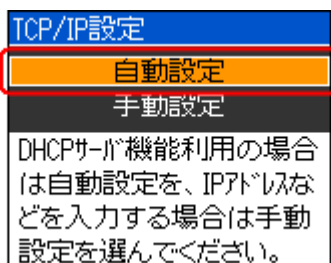 TCP/IP設定
自動設定
手動設定
DHCPｻｰﾊﾞ機能利用の場合
は自動設定を、IPｱﾄﾞﾚｽな
どを入力する場合は手動
設定を選んでください。